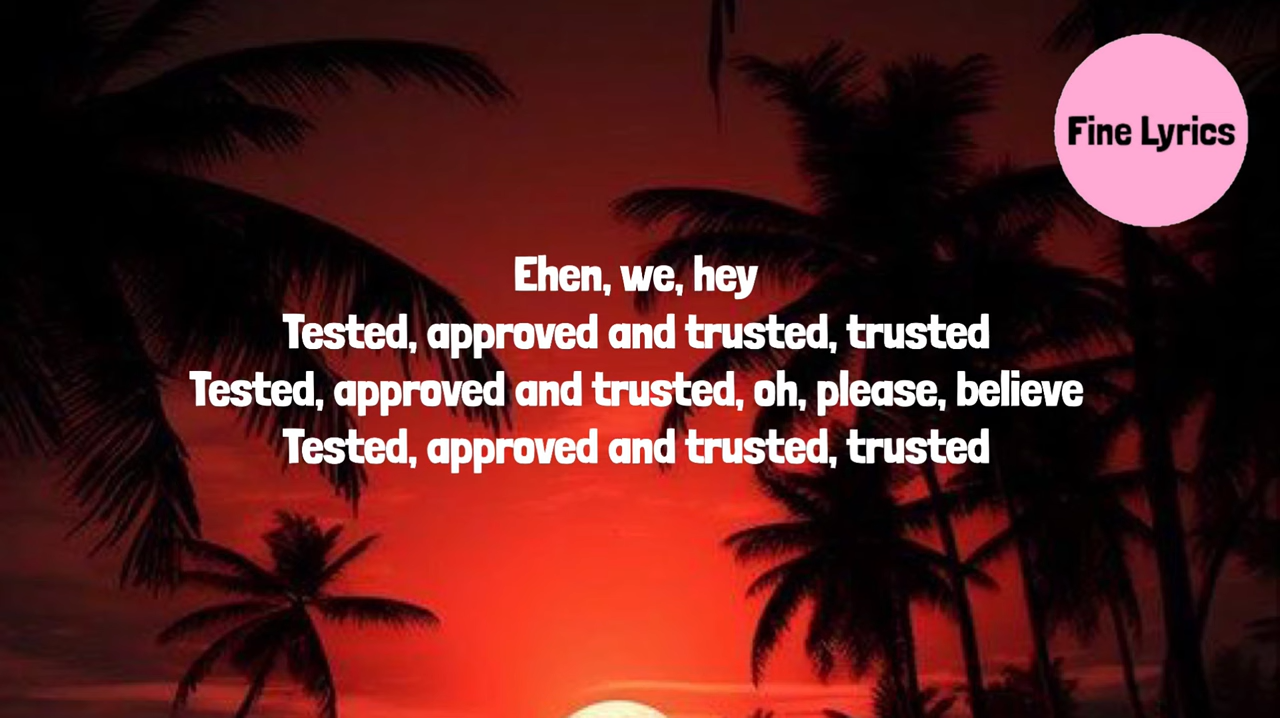 Fine Lyrics
Ehen, we, hey
Tested, approved and trusted, trusted
Tested, approved and trusted, oh, please, believe
Tested, approved and trusted, trusted